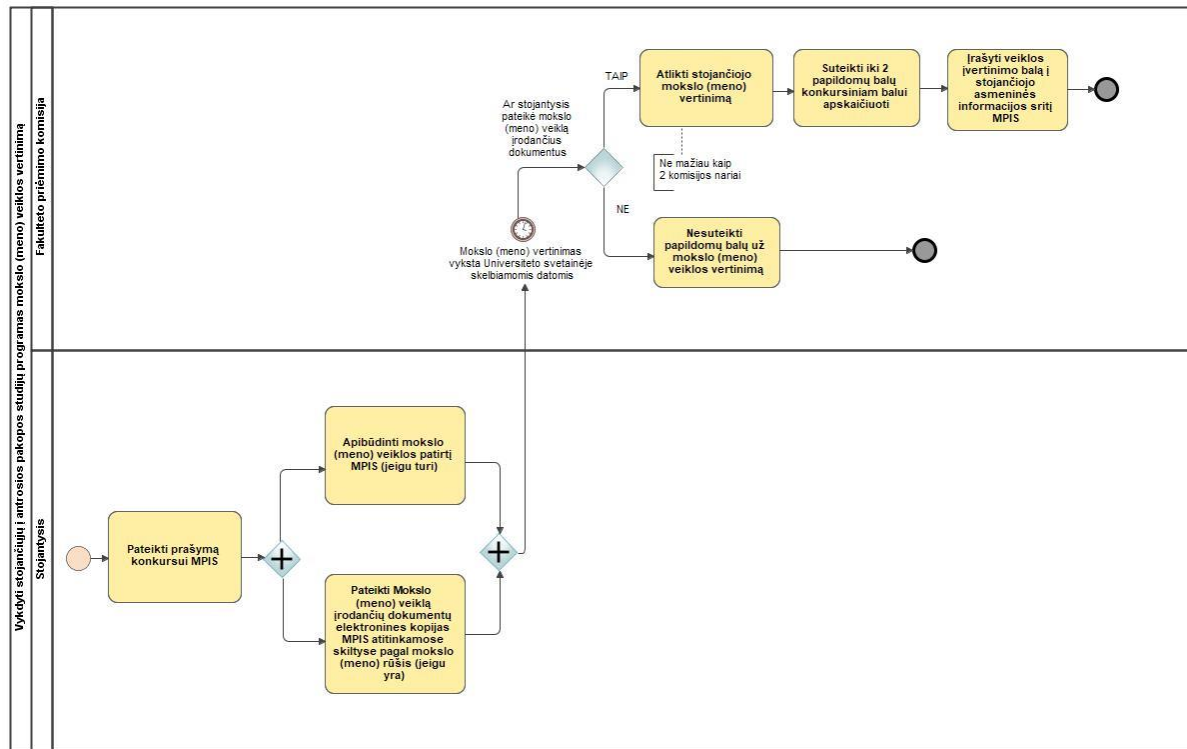 Vykdyti stojančiųjų į antrosios pakopos studijų programas mokslo (meno) veiklos vertinimą
Fakulteto priėmimo komisija
Ar stojantysis
pateikė mokslo
(meno) veiklą
įrodančius
dokumentus
TAIP
Atlikti stojančiojo
mokslo (meno)
vertinimą
Suteikti iki 2
papildomų balų
konkursiniam balui
apskaičiuoti
Įrašyti veiklos
įvertinimo balą į
stojančiojo
asmeninės
informacijos sritį
MPIS
Ne mažiau kaip
2 komisijos nariai
NE
Nesuteikti
papildomų balų už
mokslo (meno)
veiklos vertinimą
Mokslo (meno) vertinimas
vyksta Universiteto svetainėje
skelbiamomis datomis
Stojantysis
Pateikti prašymą
konkursui MPIS
Apibūdinti mokslo
(meno) veiklos patirtį
MPIS (jeigu turi)
Pateikti Mokslo
(meno) veiklą
įrodančių dokumentų
elektronines kopijas
MPIS atitinkamose
skiltyse pagal mokslo
(meno) rūšis (jeigu
yra)